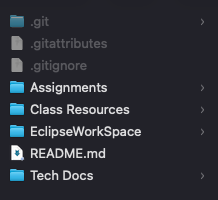 .git
.gitattributes
.gitignore
Assignments
Class Resources
EclipseWorkSpace
README.md
Tech Docs